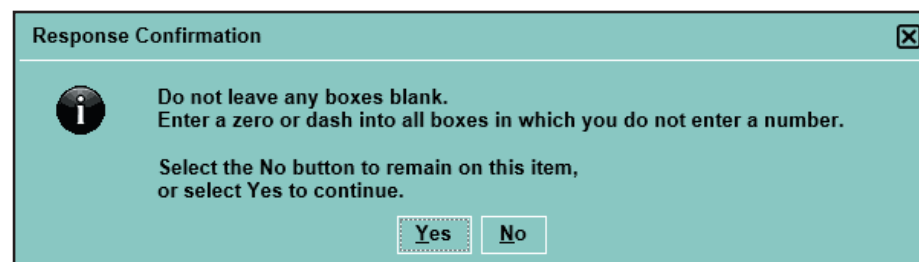 Response Confirmation
Do not leave any boxes blank.
Enter a zero or dash into all boxes in which you do not enter a number.
Select the No button to remain on this item,
or select Yes to continue.
Yes No